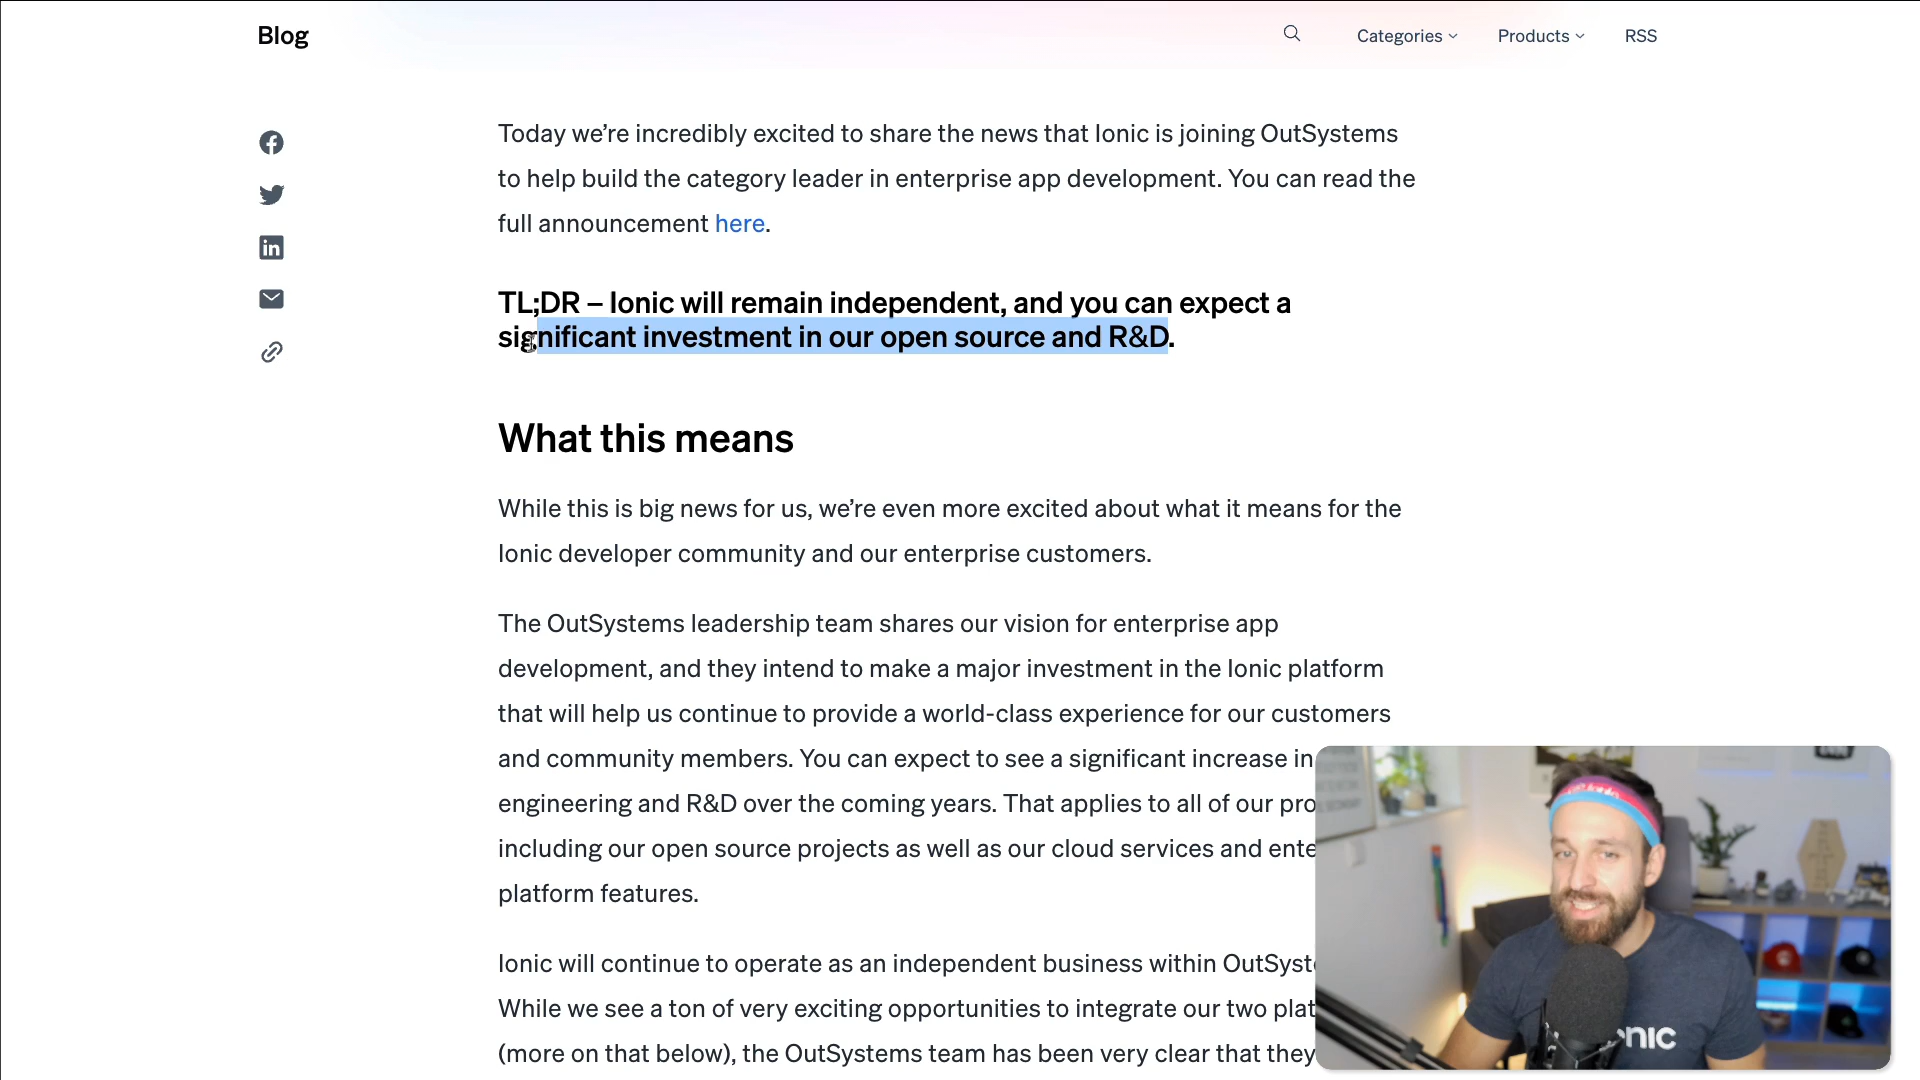 Blog
Categories
Products
RSS
Today we’re incredibly excited to share the news that Ionic is joining OutSystems
to help build the category leader in enterprise app development. You can read the
full announcement here.
TL;DR – Ionic will remain independent, and you can expect a
significant investment in our open source and R&D.
What this means
While this is big news for us, we’re even more excited about what it means for the
Ionic developer community and our enterprise customers.
The OutSystems leadership team shares our vision for enterprise app
development, and they intend to make a major investment in the Ionic platform
that will help us continue to provide a world-class experience for our customers
and community members. You can expect to see a significant increase in
engineering and R&D over the coming years. That applies to all of our pro
including our open source projects as well as our cloud services and ente
platform features.
Ionic will continue to operate as an independent business within OutSyst
While we see a ton of very exciting opportunities to integrate our two plat
(more on that below), the OutSystems team has been very clear that they
nic